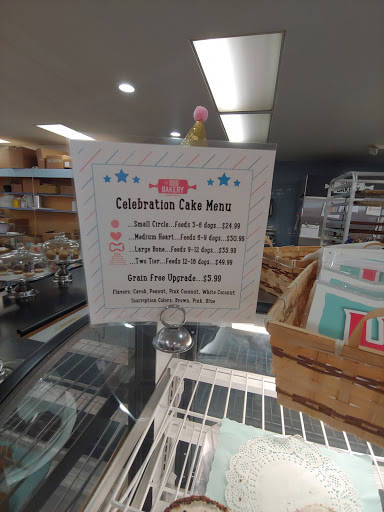 BAKERY
Celebration Cake Menu
...Small Circle...Feeds 3-6 dogs...$24.99
...Medium Heart...Feeds 5-9 dogs...$30.99
...Large Bone...Feeds 9-12 dogs...$35.99
...Two Tier...Feeds 12-18 dogs...$49.99
Grain Free Upgrade...$5.99
Flavors: Carob, Peanut, Pink Coconut, White Coconut
Inscription Colors: Brown, Pink, Blue